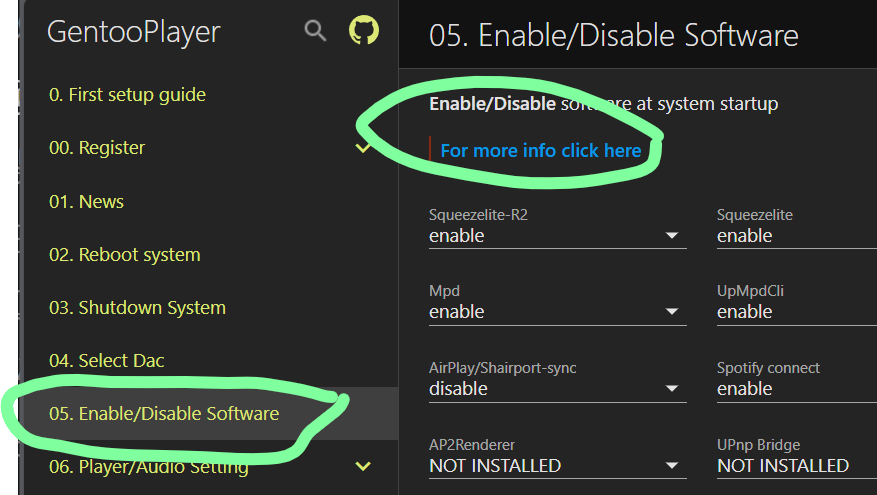 GentooPlayer
0. First setup guide
00. Register
01. News
02. Reboot system
03. Shutdown System
04. Select Dac
05. Enable/Disable Software
06. Player/Audio Setting
05. Enable/Disable Software
Enable/Disable software at system startup
For more info click here
Squeezelite-R2
enable
Squeezelite
enable
Mpd
enable
UpMpdCli
enable
AirPlay/Shairport-sync
disable
Spotify connect
enable
AP2Renderer
NOT INSTALLED
UPnp Bridge
NOT INSTALLED